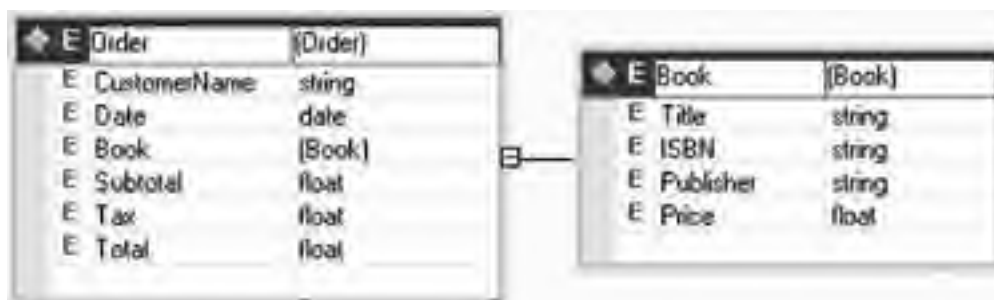 E Order (Order)
E CustomerName string
E Date date
E Book (Book)
E Subtotal float
E Tax float
E Total float
E Book (Book)
E Title string
E ISBN string
E Publisher string
E Price float